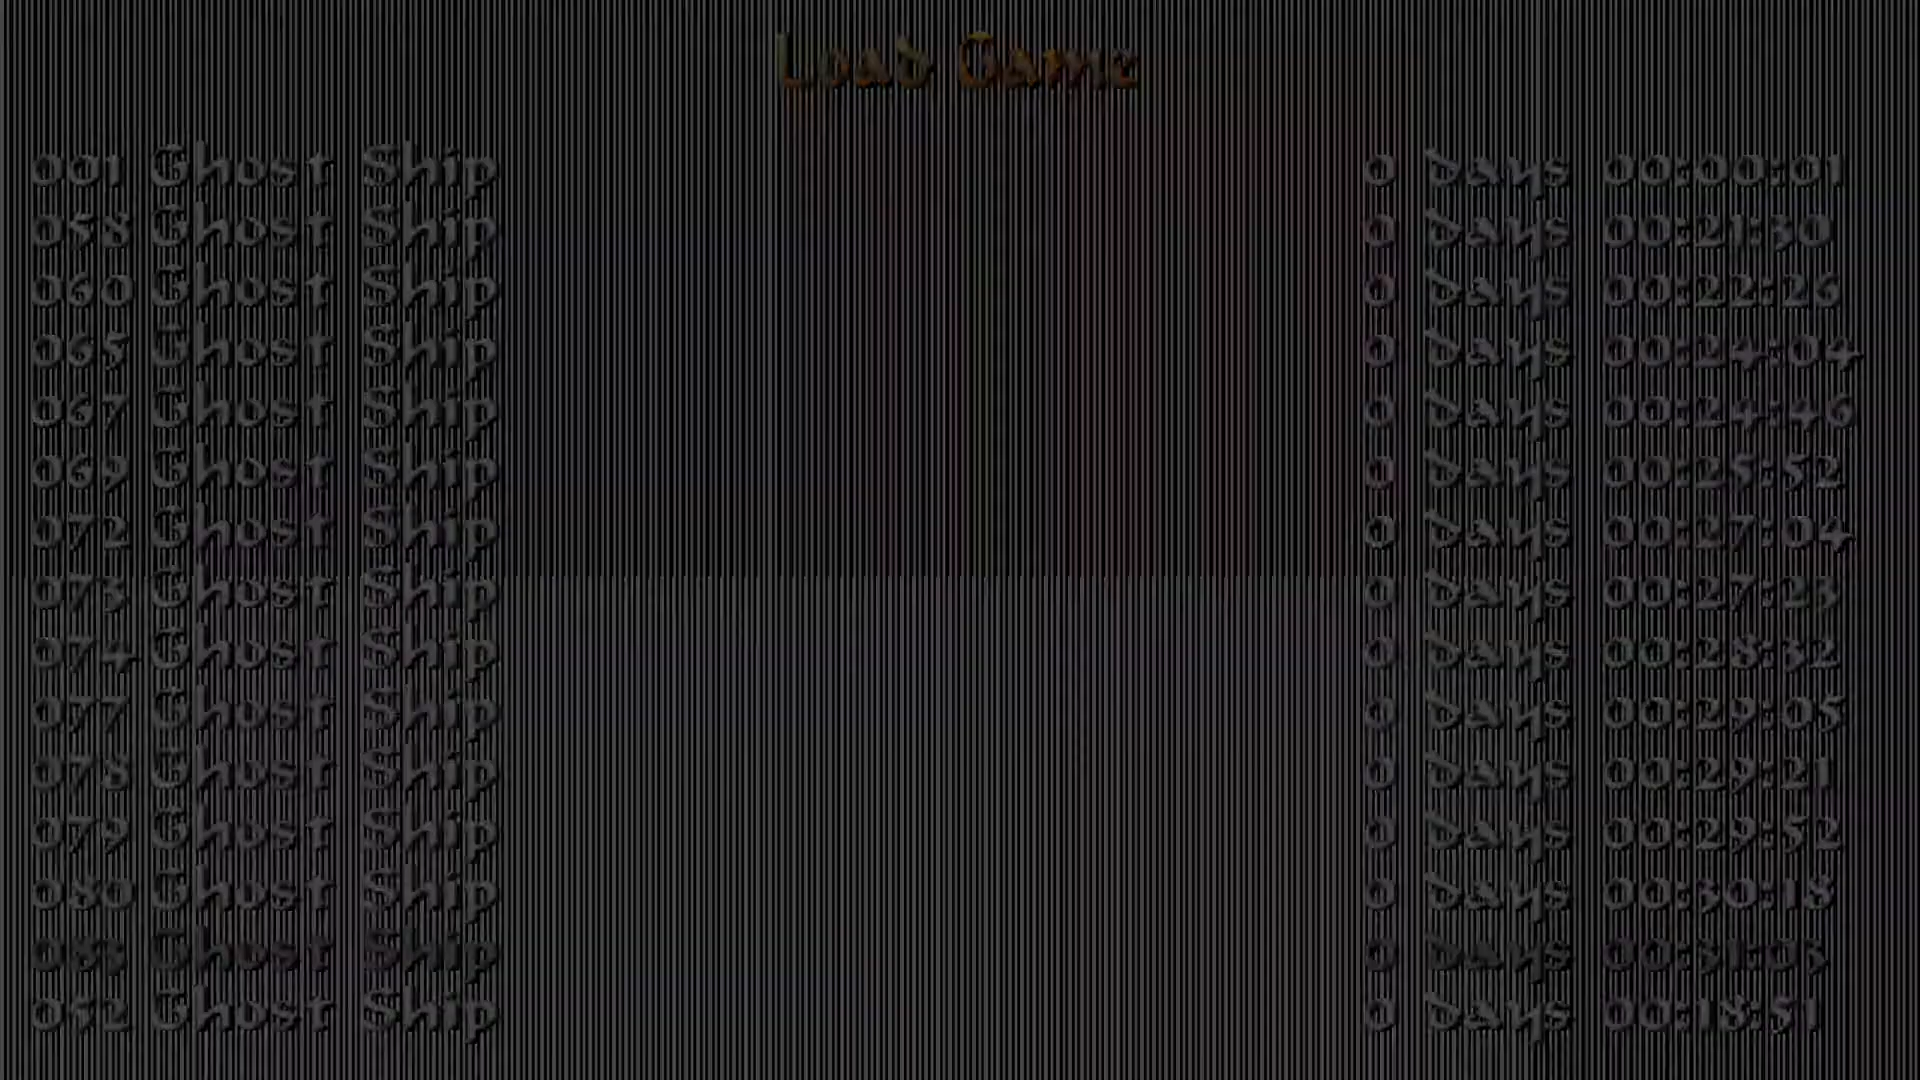 Load Game
001 Ghost Ship 0 days 00:00:01
058 Ghost Ship 0 days 00:21:30
060 Ghost Ship 0 days 00:22:26
065 Ghost Ship 0 days 00:24:04
067 Ghost Ship 0 days 00:24:46
069 Ghost Ship 0 days 00:25:52
072 Ghost Ship 0 days 00:27:04
073 Ghost Ship 0 days 00:27:23
074 Ghost Ship 0 days 00:28:32
077 Ghost Ship 0 days 00:29:05
078 Ghost Ship 0 days 00:29:21
079 Ghost Ship 0 days 00:29:52
080 Ghost Ship 0 days 00:30:18
083 Ghost Ship 0 days 00:31:03
052 Ghost Ship 0 days 00:18:51